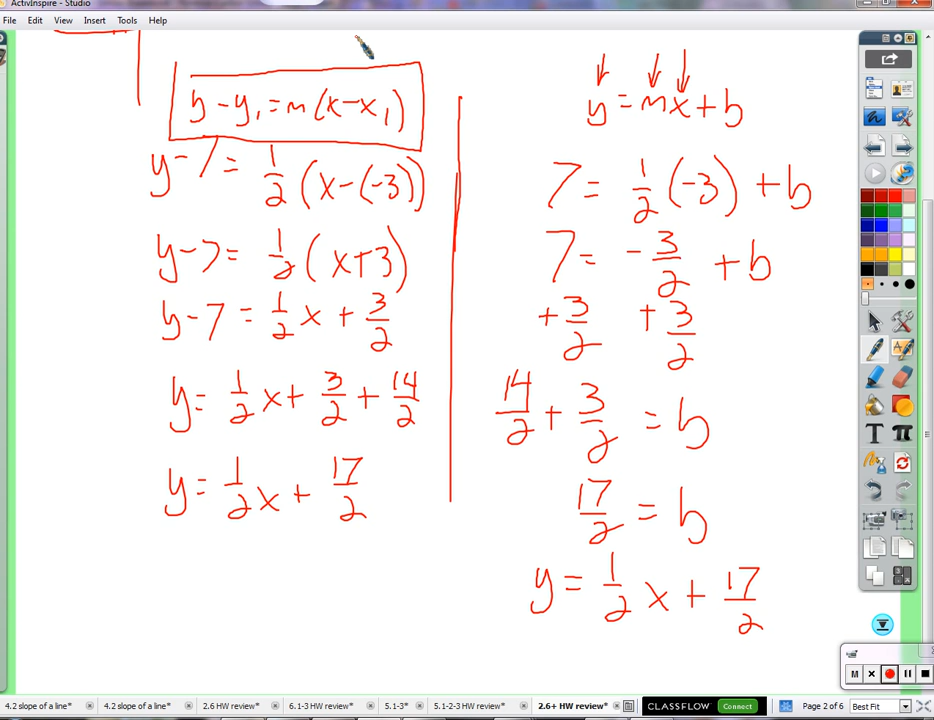 ActivInspire - Studio
File Edit View Insert Tools Help
y - y₁ = m(x - x₁)
y - 7 = 1/2 (x - (-3))
y - 7 = 1/2 (x + 3)
y - 7 = 1/2 x + 3/2
y = 1/2 x + 3/2 + 14/2
y = 1/2 x + 17/2
y = mx + b
7 = 1/2 (-3) + b
7 = - 3/2 + b
+ 3/2 + 3/2
14/2 + 3/2 = b
17/2 = b
y = 1/2 x + 17/2
M
4.2 slope of a line* 4.2 slope of a line* 2.6 HW review* 6.1-3 HW review* 5.1-3* 5.1-2-3 HW review* 2.6+ HW review* CLASSFLOW Connect Page 2 of 6 Best Fit